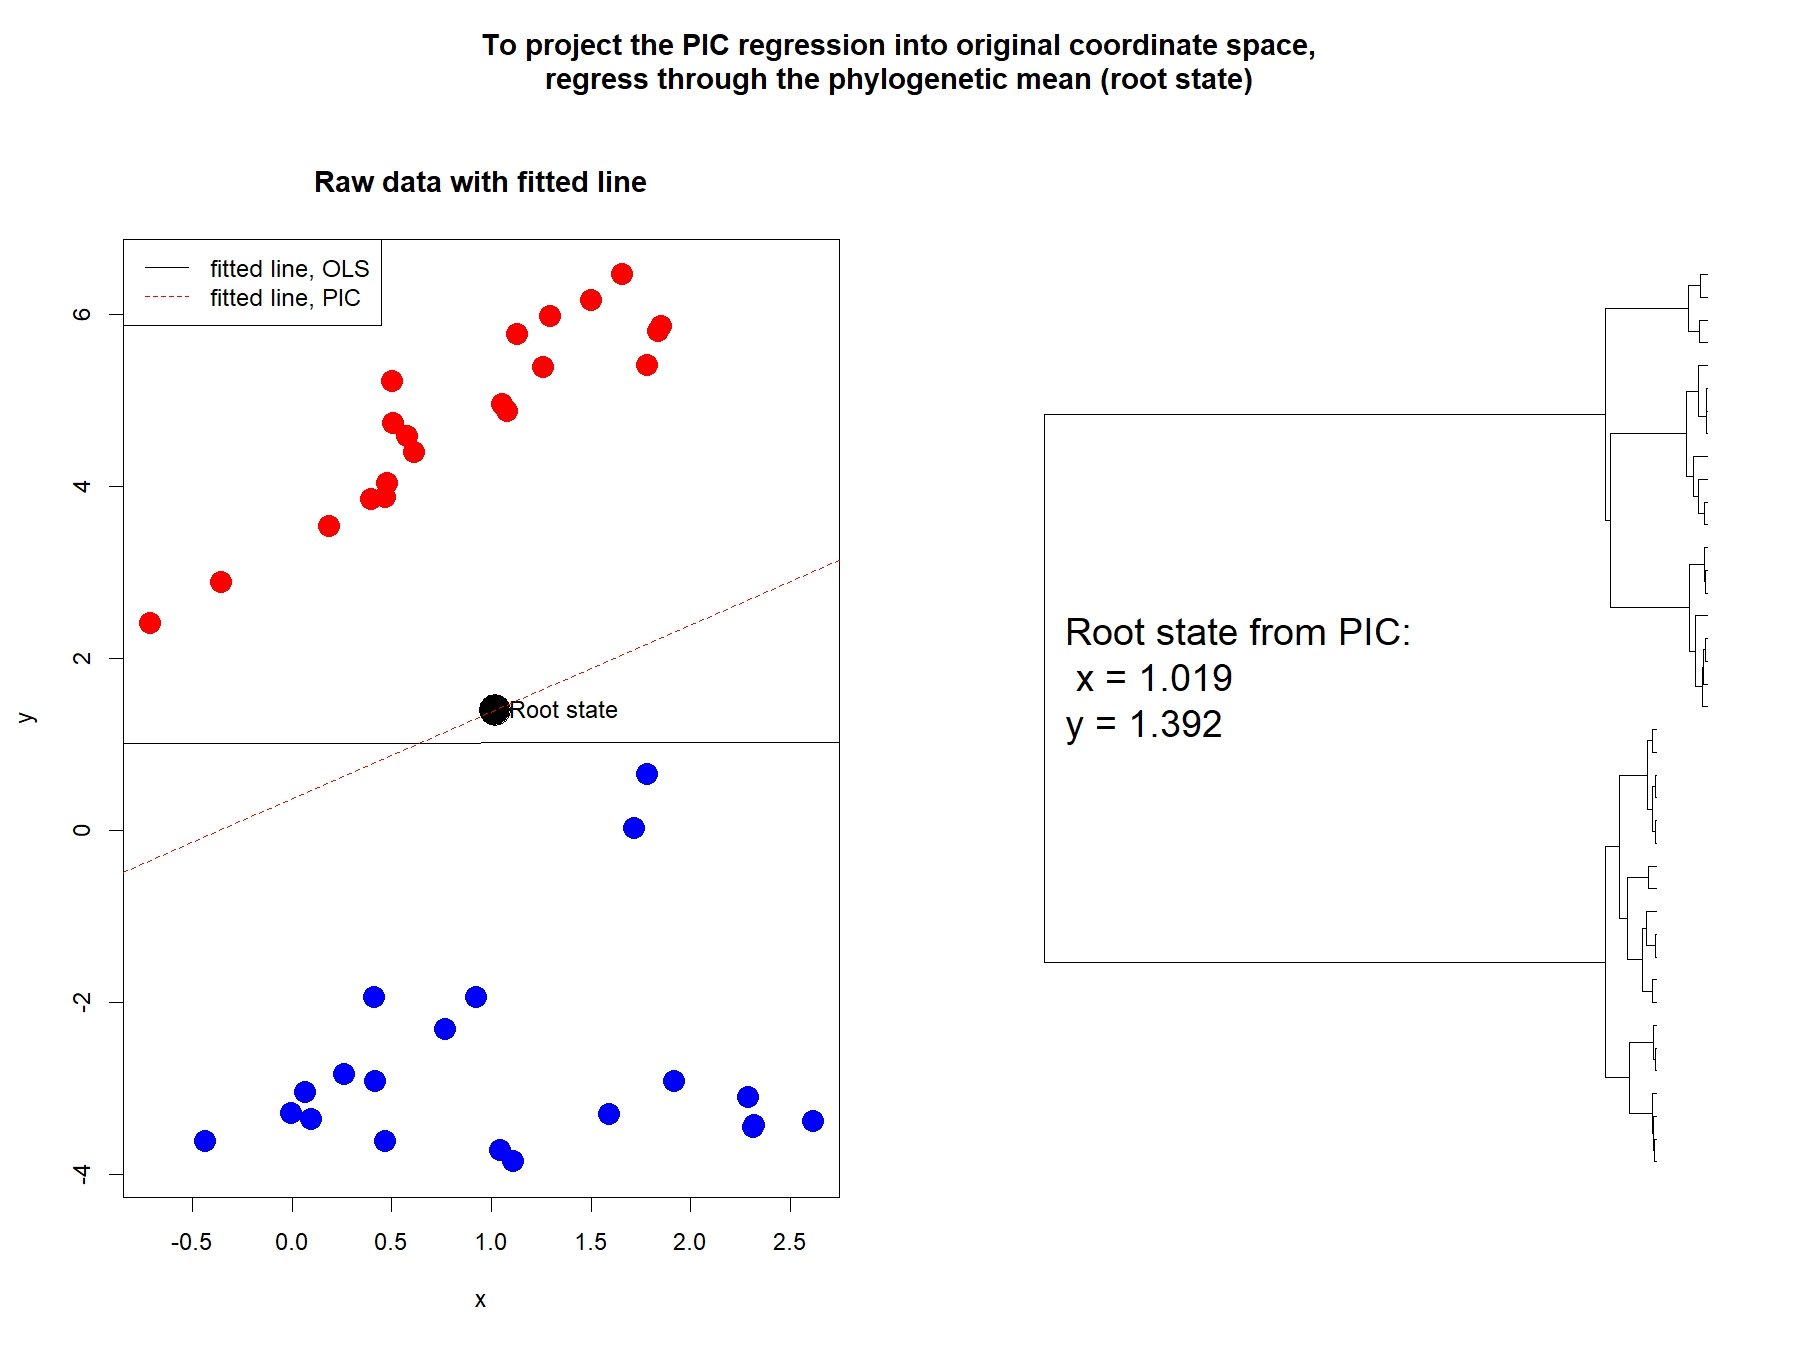 To project the PIC regression into original coordinate space,
regress through the phylogenetic mean (root state)
Raw data with fitted line
fitted line, OLS
fitted line, PIC
6
4
2
0
-2
-4
y
Root state
-0.5 0.0 0.5 1.0 1.5 2.0 2.5
x
Root state from PIC:
x = 1.019
y = 1.392